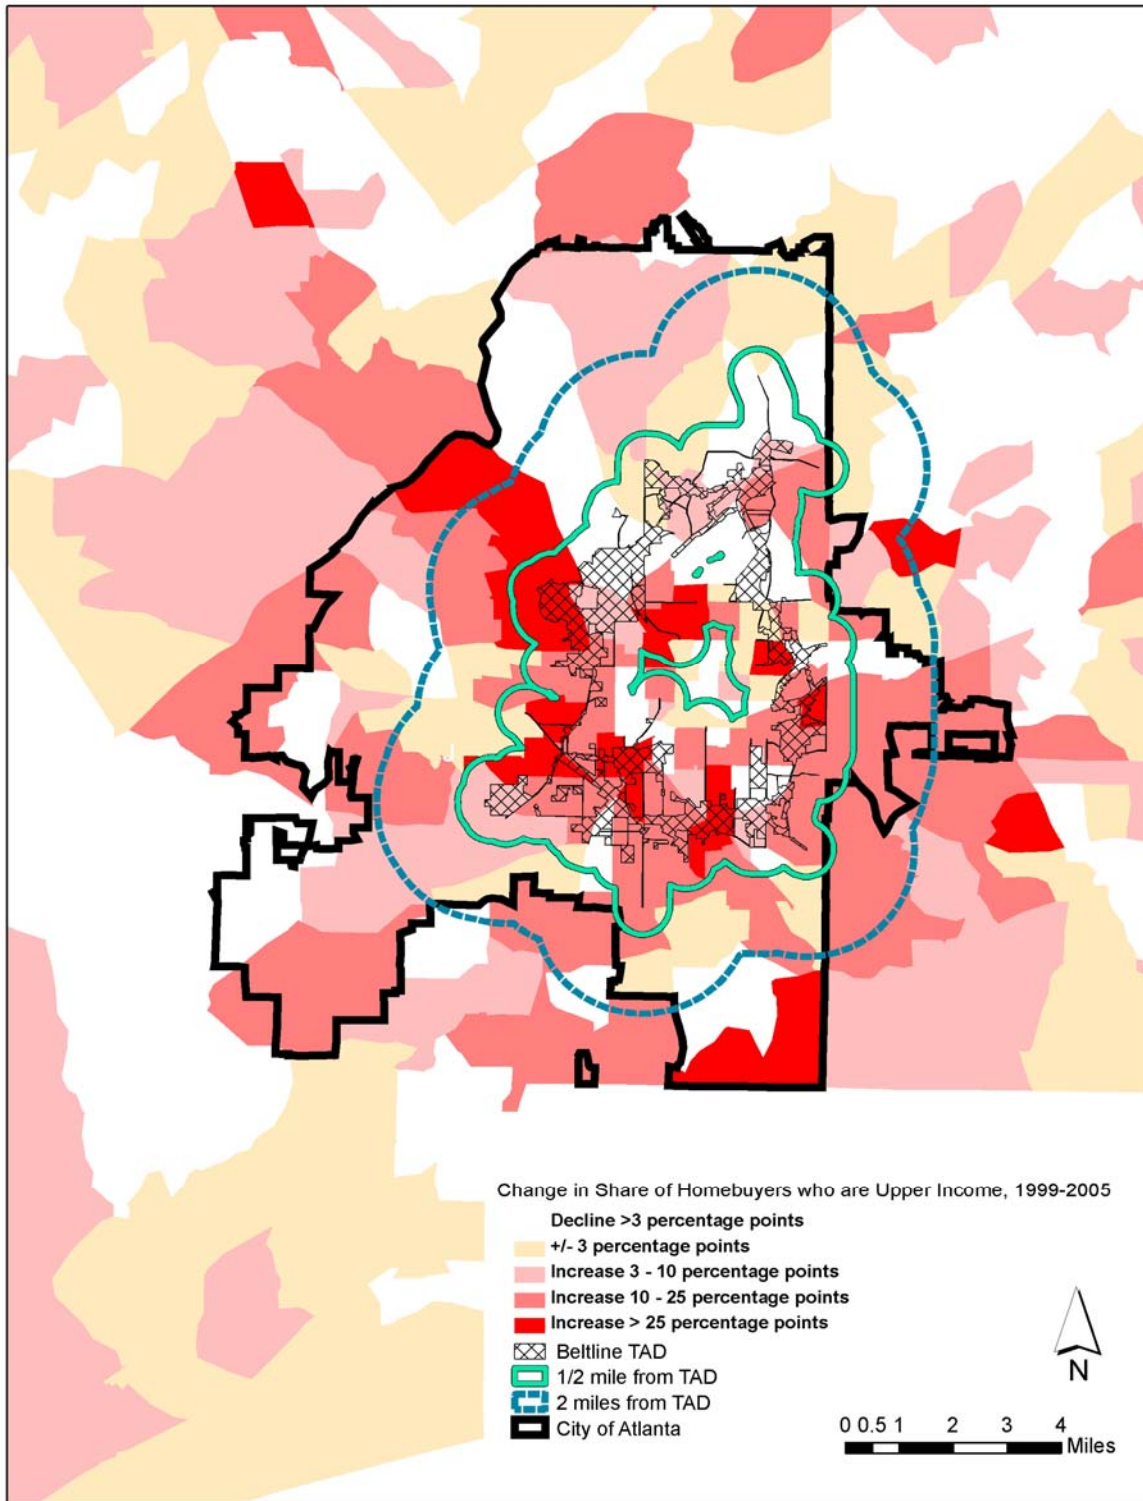 Change in Share of Homebuyers who are Upper Income, 1999-2005
Decline >3 percentage points
+/- 3 percentage points
Increase 3 - 10 percentage points
Increase 10 - 25 percentage points
Increase > 25 percentage points
Beltline TAD
1/2 mile from TAD
2 miles from TAD
City of Atlanta
N
0 0.5 1 2 3 4
Miles